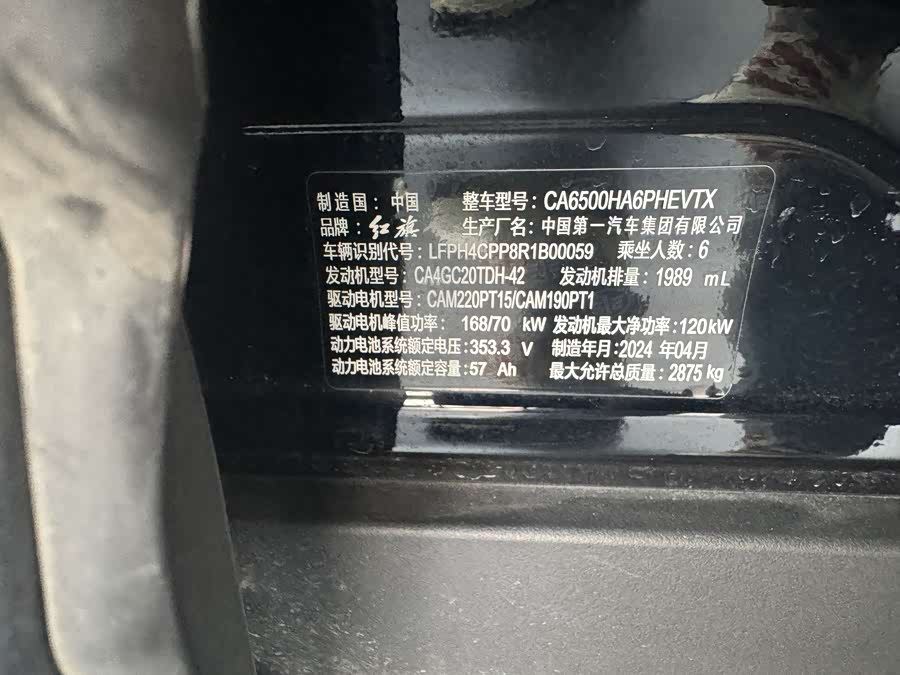 制造国：中国 整车型号：CA6500HA6PHEVTX
品牌：红旗 生产厂名：中国第一汽车集团有限公司
车辆识别代号：LFPH4CPP8R1B00059 乘坐人数：6
发动机型号：CA4GC20TDH-42 发动机排量：1989 mL
驱动电机型号：CAM220PT15/CAM190PT1
驱动电机峰值功率：168/70 kW 发动机最大净功率：120kW
动力电池系统额定电压：353.3 V 制造年月：2024 年04月
动力电池系统额定容量：57 Ah 最大允许总质量：2875 kg